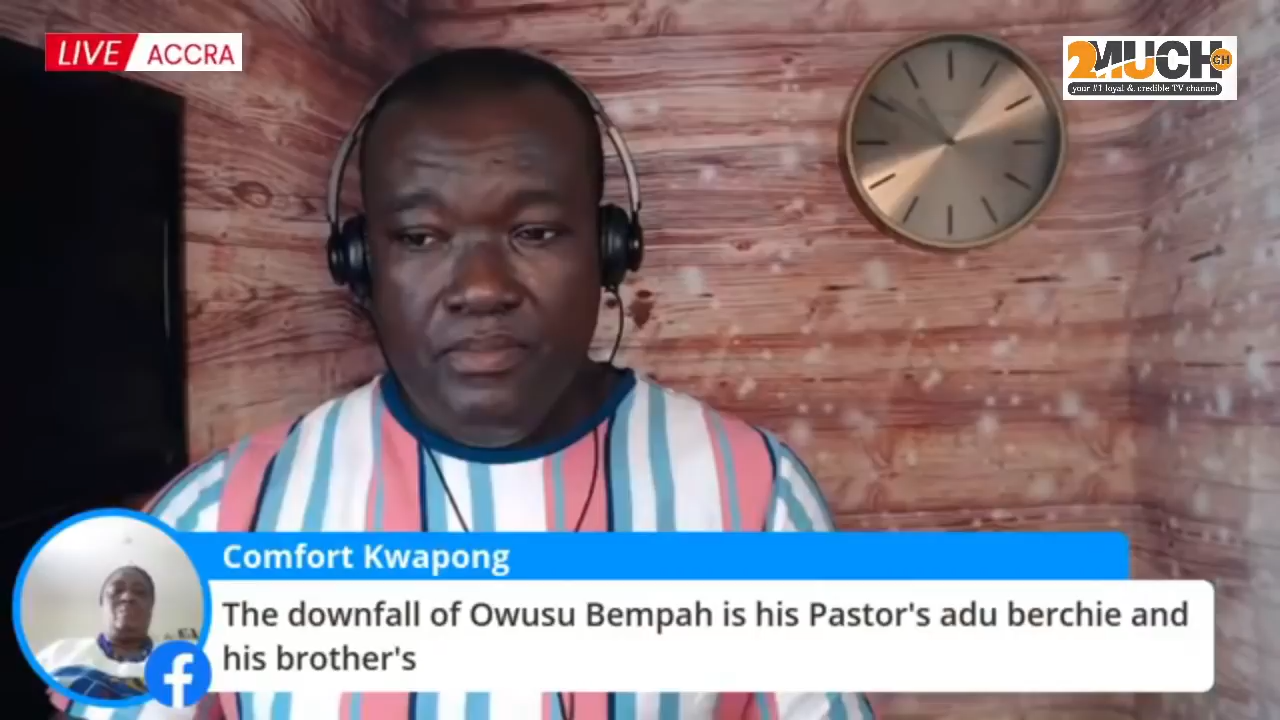 LIVE ACCRA
2MUCH GH
your #1 loyal & credible TV channel
Comfort Kwapong
The downfall of Owusu Bempah is his Pastor's adu berchie and
his brother's